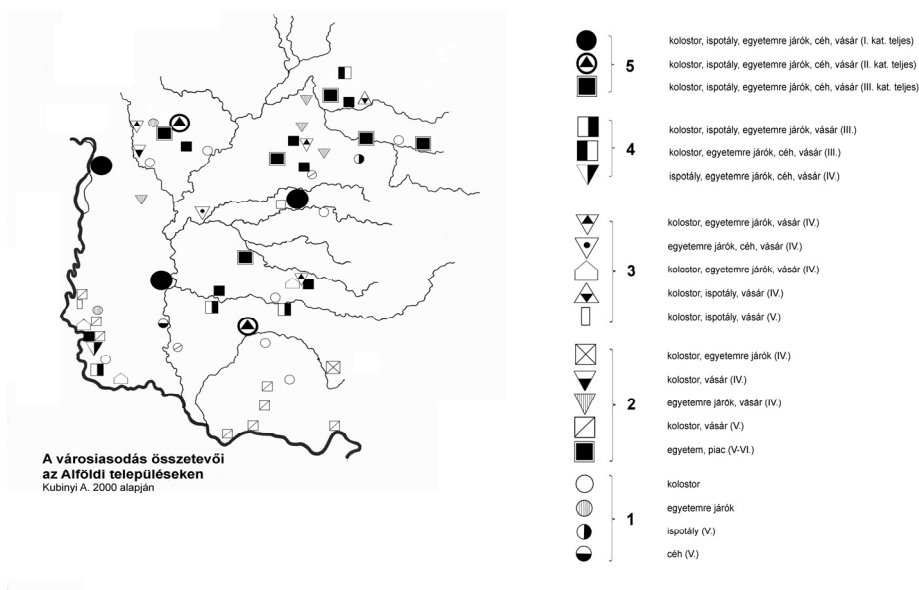 kolostor, ispotály, egyetemre járók, céh, vásár (I. kat. teljes)
5
kolostor, ispotály, egyetemre járók, céh, vásár (II. kat. teljes)
kolostor, ispotály, egyetemre járók, céh, vásár (III. kat. teljes)
kolostor, ispotály, egyetemre járók, vásár (III.)
4
kolostor, egyetemre járók, céh, vásár (III.)
ispotály, egyetemre járók, céh, vásár (IV.)
kolostor, egyetemre járók, vásár (IV.)
egyetemre járók, céh, vásár (IV.)
3
kolostor, egyetemre járók, vásár (IV.)
kolostor, ispotály, vásár (IV.)
kolostor, ispotály, vásár (V.)
kolostor, egyetemre járók (IV.)
kolostor, vásár (IV.)
2
egyetemre járók, vásár (IV.)
kolostor, vásár (V.)
egyetem, piac (V-VI.)
kolostor
egyetemre járók
1
ispotály (V.)
céh (V.)
A városiasodás összetevői
az Alföldi településeken
Kubinyi A. 2000 alapján